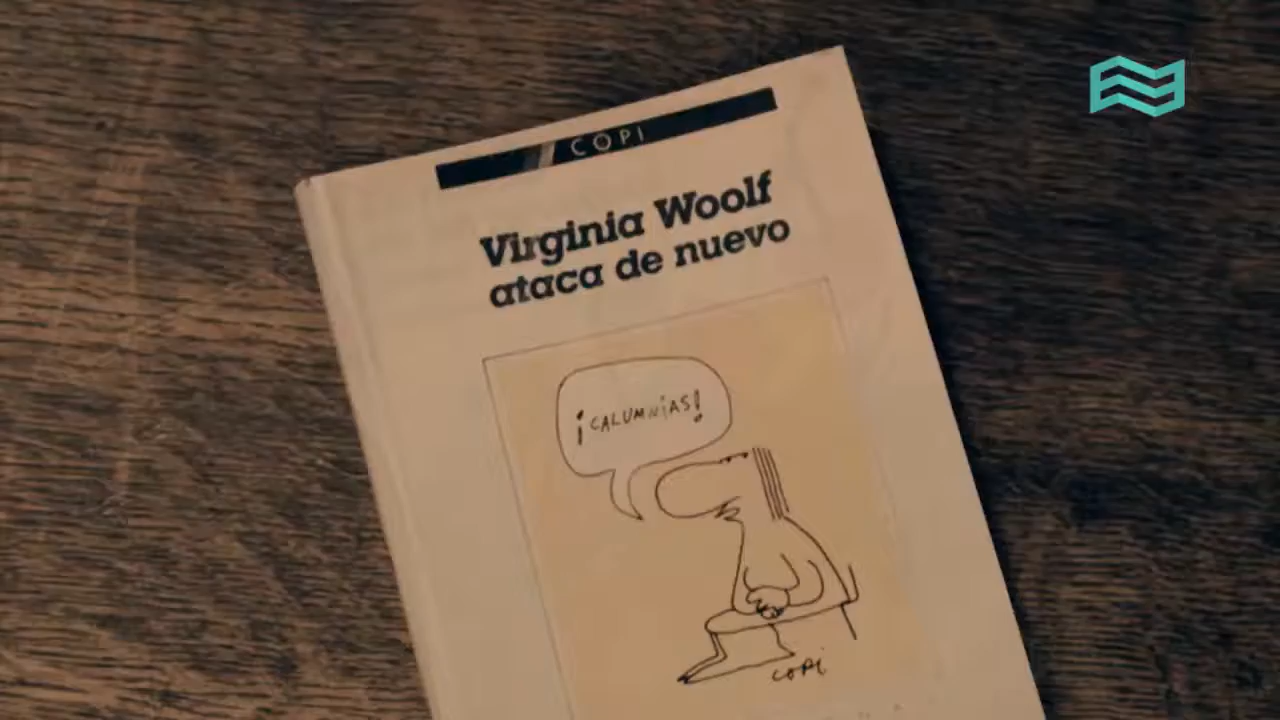 COPI
Virginia Woolf
ataca de nuevo
¡CALUMNIAS!
COPi